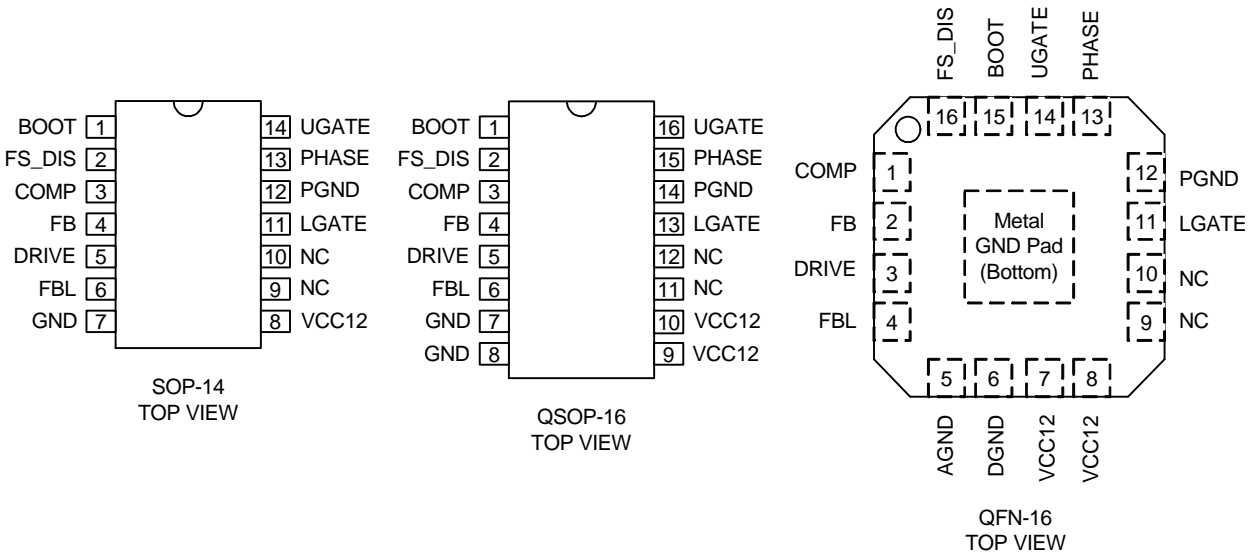 BOOT 1
FS_DIS 2
COMP 3
FB 4
DRIVE 5
FBL 6
GND 7
14 UGATE
13 PHASE
12 PGND
11 LGATE
10 NC
9 NC
8 VCC12
SOP-14
TOP VIEW
BOOT 1
FS_DIS 2
COMP 3
FB 4
DRIVE 5
FBL 6
GND 7
GND 8
16 UGATE
15 PHASE
14 PGND
13 LGATE
12 NC
11 NC
10 VCC12
9 VCC12
QSOP-16
TOP VIEW
FS_DIS
BOOT
UGATE
PHASE
16 15 14 13
COMP 1
FB 2
DRIVE 3
FBL 4
Metal
GND Pad
(Bottom)
12 PGND
11 LGATE
10 NC
9 NC
5 6 7 8
AGND
DGND
VCC12
VCC12
QFN-16
TOP VIEW